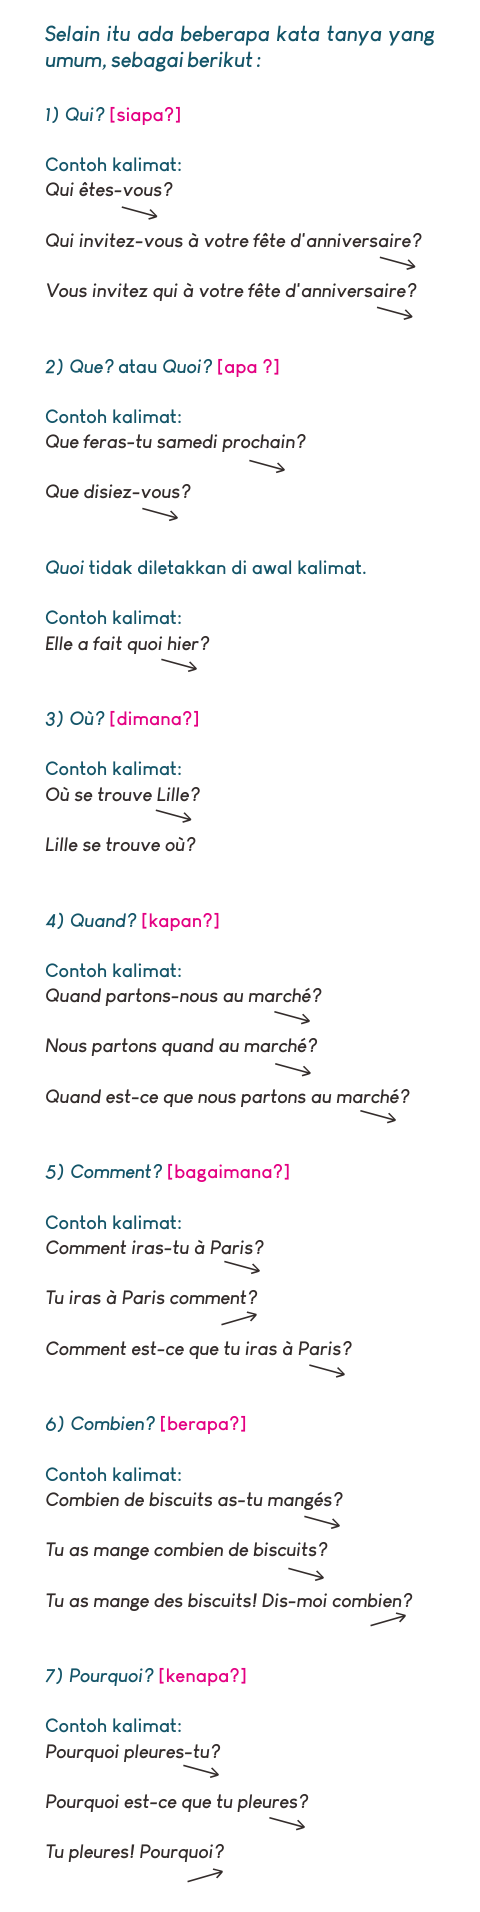 Selain itu ada beberapa kata tanya yang
umum, sebagai berikut :
1) Qui? [siapa?]
Contoh kalimat:
Qui êtes-vous?
Qui invitez-vous à votre fête d'anniversaire?
Vous invitez qui à votre fête d'anniversaire?
2) Que? atau Quoi? [apa ?]
Contoh kalimat:
Que feras-tu samedi prochain?
Que disiez-vous?
Quoi tidak diletakkan di awal kalimat.
Contoh kalimat:
Elle a fait quoi hier?
3) Où? [dimana?]
Contoh kalimat:
Où se trouve Lille?
Lille se trouve où?
4) Quand? [kapan?]
Contoh kalimat:
Quand partons-nous au marché?
Nous partons quand au marché?
Quand est-ce que nous partons au marché?
5) Comment? [bagaimana?]
Contoh kalimat:
Comment iras-tu à Paris?
Tu iras à Paris comment?
Comment est-ce que tu iras à Paris?
6) Combien? [berapa?]
Contoh kalimat:
Combien de biscuits as-tu mangés?
Tu as mange combien de biscuits?
Tu as mange des biscuits! Dis-moi combien?
7) Pourquoi? [kenapa?]
Contoh kalimat:
Pourquoi pleures-tu?
Pourquoi est-ce que tu pleures?
Tu pleures! Pourquoi?